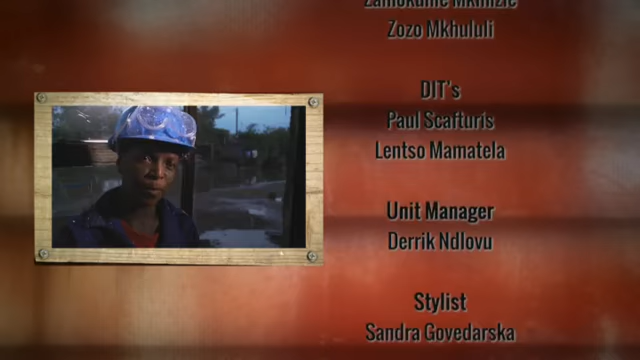 Zozo Mkhululi
DIT's
Paul Scafturis
Lentso Mamatela
Unit Manager
Derrik Ndlovu
Stylist
Sandra Govedarska